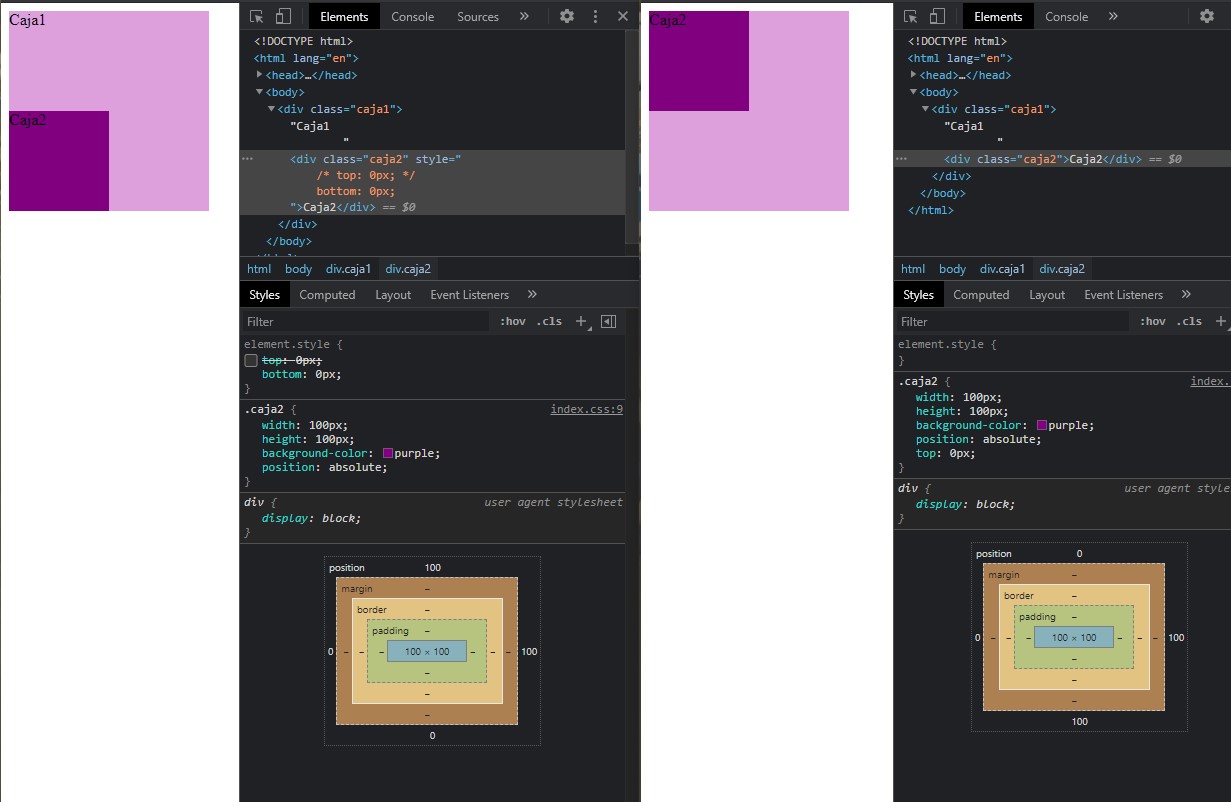 Caja1
Caja2
Elements Console Sources »
<!DOCTYPE html>
<html lang="en">
<head>…</head>
<body>
<div class="caja1">
"Caja1
"
<div class="caja2" style="
/* top: 0px; */
bottom: 0px;
">Caja2</div> == $0
</div>
</body>
html body div.caja1 div.caja2
Styles Computed Layout Event Listeners »
Filter :hov .cls +
element.style {
top: 0px;
bottom: 0px;
}
.caja2 { index.css:9
width: 100px;
height: 100px;
background-color: purple;
position: absolute;
}
div { user agent stylesheet
display: block;
}
position 100
margin –
border –
padding –
0 – – – 100 × 100 – – – 100
–
–
–
0
Caja2
Elements Console »
<!DOCTYPE html>
<html lang="en">
<head>…</head>
<body>
<div class="caja1">
"Caja1
"
<div class="caja2">Caja2</div> == $0
</div>
</body>
</html>
html body div.caja1 div.caja2
Styles Computed Layout Event Listeners »
Filter :hov .cls +
element.style {
}
.caja2 { index.
width: 100px;
height: 100px;
background-color: purple;
position: absolute;
top: 0px;
}
div { user agent style
display: block;
}
position 0
margin –
border –
padding –
0 – – – 100 × 100 – – – 100
–
–
–
100